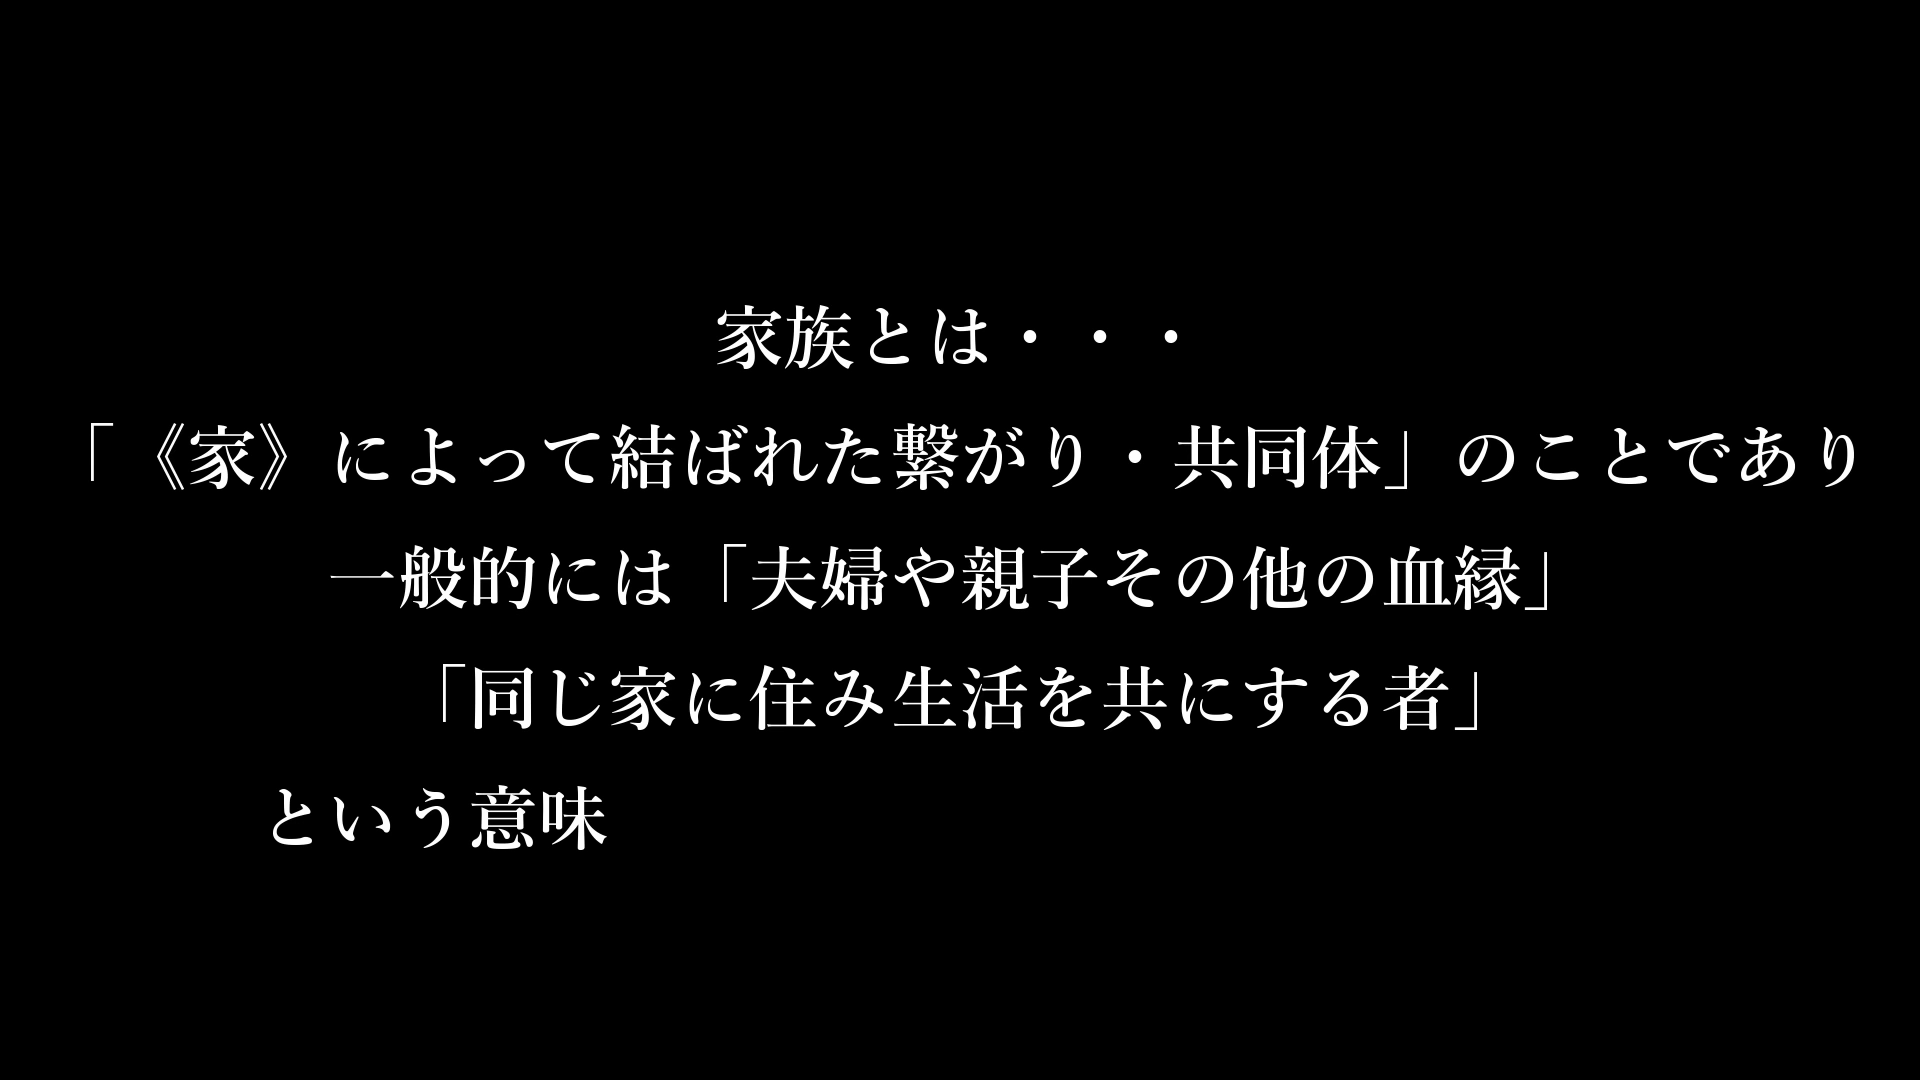 家族とは・・・
「《家》によって結ばれた繋がり・共同体」のことであり
一般的には「夫婦や親子その他の血縁」
「同じ家に住み生活を共にする者」
という意味